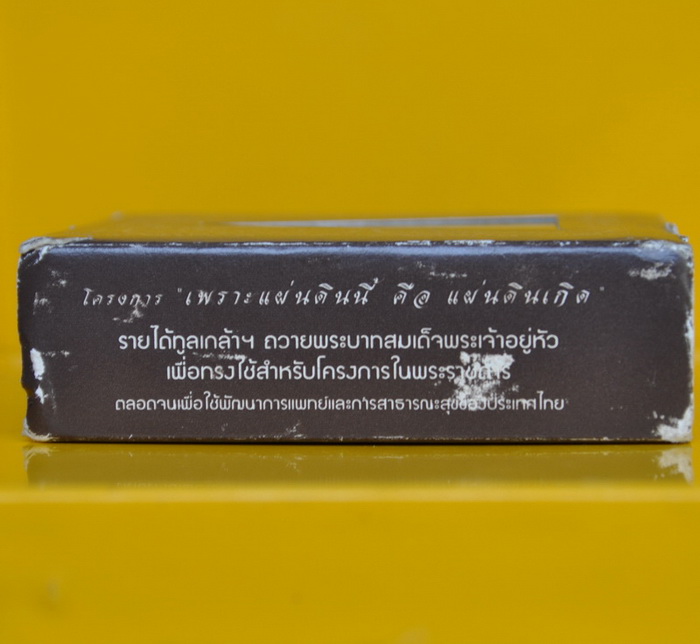 โครงการ "เพราะแผ่นดินนี้ คือ แผ่นดินเกิด"
รายได้ทูลเกล้าฯ ถวายพระบาทสมเด็จพระเจ้าอยู่หัว
เพื่อทรงใช้สำหรับโครงการในพระราชดำริ
ตลอดจนเพื่อใช้พัฒนาการแพทย์และการสาธารณะสุขของประเทศไทย